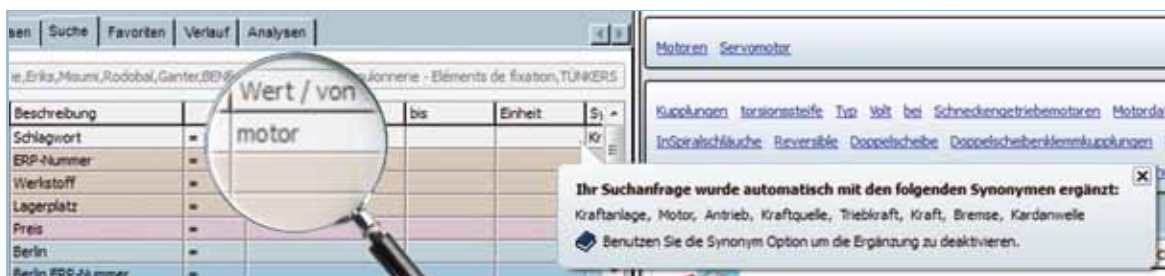 sen Suche Favoriten Verlauf Analysen
Motoren Servomotor
ie,Eriks,Misumi,Rodobal,Ganter,BEN
ulonnerie - Eléments de fixation,TÜNKERS
Wert / von
Beschreibung bis Einheit Sy
Kupplungen torsionssteife Typ Volt bei Schneckengetriebemotoren Motorda
Schlagwort = motor Kr
InSpiralschläuche Reversible Doppelscheibe Doppelscheibenklemmkupplungen
ERP-Nummer =
Werkstoff =
Lagerplatz =
Preis =
Berlin =
Berlin ERP-Nummer =
Ihr Suchanfrage wurde automatisch mit den folgenden Synonymen ergänzt:
Kraftanlage, Motor, Antrieb, Kraftquelle, Triebkraft, Kraft, Bremse, Kardanwelle
Benutzen Sie die Synonym Option um die Ergänzung zu deaktivieren.